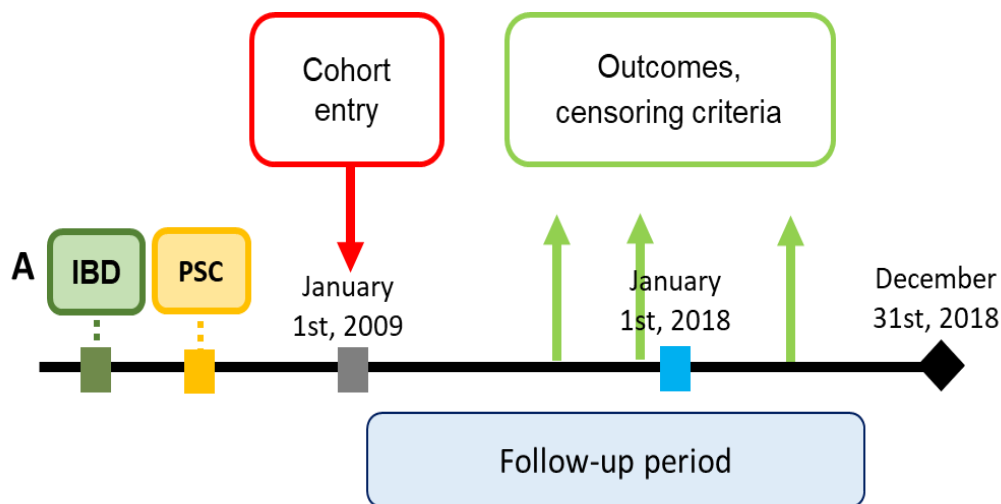 Cohort
entry
Outcomes,
censoring criteria
A
IBD
PSC
January
1st, 2009
January
1st, 2018
December
31st, 2018
Follow-up period